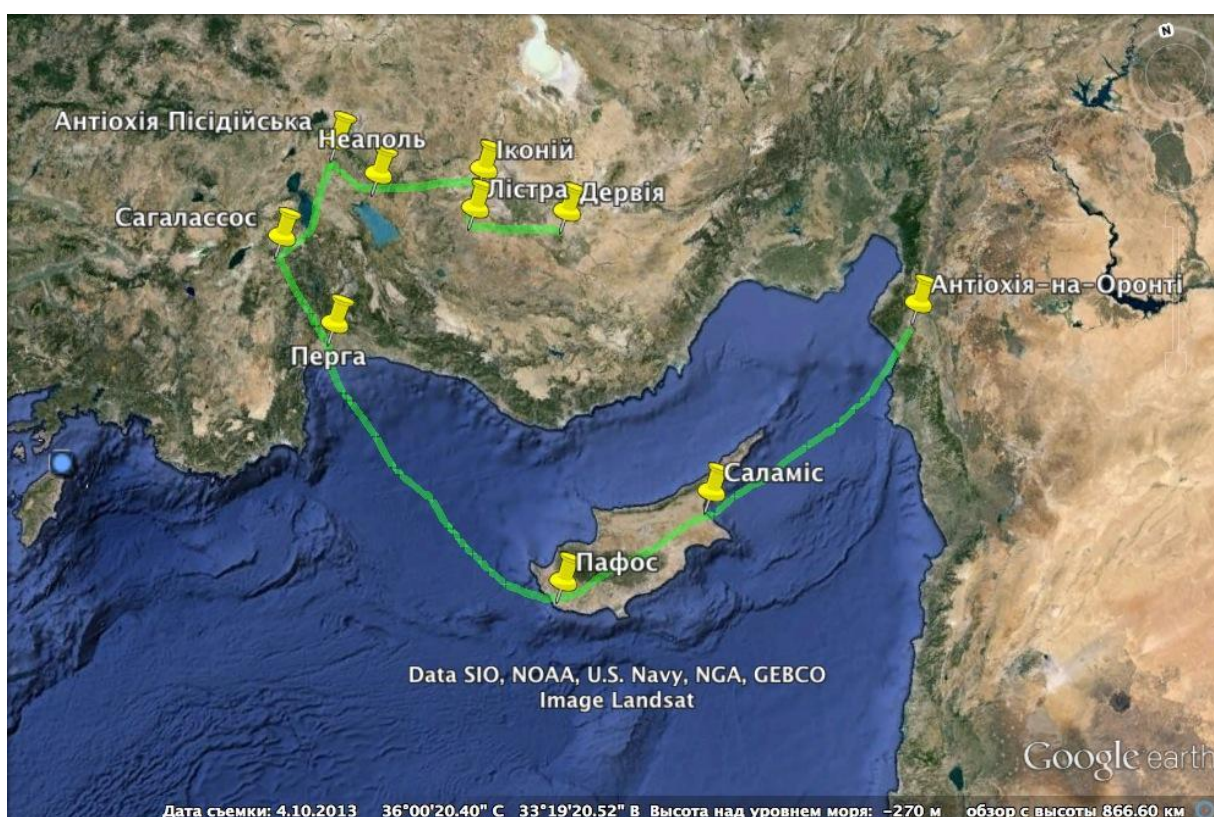 N
Антіохія Пісідійська
Неаполь
Іконій
Лістра
Дервія
Сагалассос
Антіохія-на-Оронті
Перга
Саламіс
Пафос
Data SIO, NOAA, U.S. Navy, NGA, GEBCO
Image Landsat
Google earth
Дата съемки: 4.10.2013 36°00'20.40" С 33°19'20.52" В Высота над уровнем моря: -270 м обзор с высоты 866.60 км